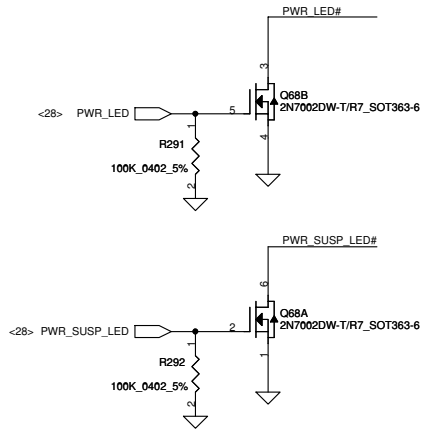 PWR_LED#
3
Q68B
2N7002DW-T/R7_SOT363-6
<28> PWR_LED
5
1
4
R291
100K_0402_5%
2
PWR_SUSP_LED#
6
Q68A
2N7002DW-T/R7_SOT363-6
<28> PWR_SUSP_LED
2
1
1
R292
100K_0402_5%
2